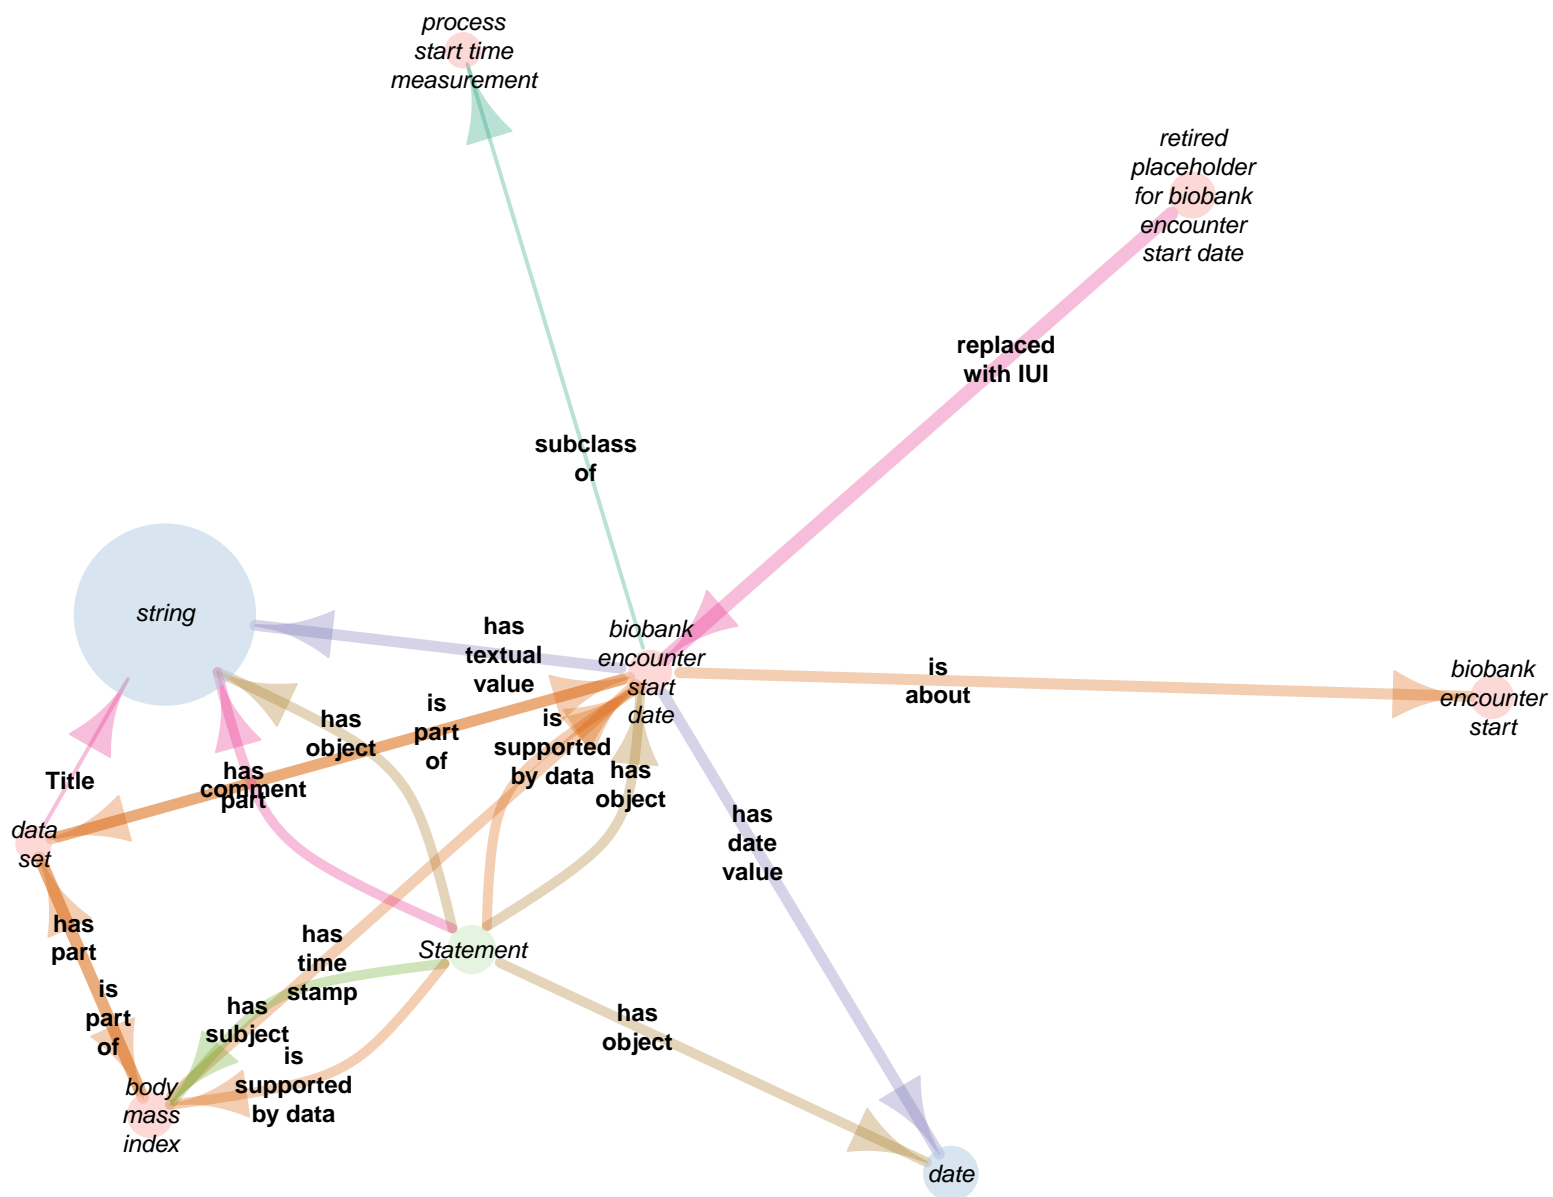 process
start time
measurement
retired
placeholder
for biobank
encounter
start date
replaced
with IUI
subclass
of
string
has
textual
value
biobank
encounter
start
date
is
about
biobank
encounter
start
is
part
of
has
object
is
supported
by data
has
object
Title
has
part
comment
data
set
has
date
value
has
part
is
part
of
has
time
stamp
Statement
has
subject
is
supported
by data
has
object
body
mass
index
date